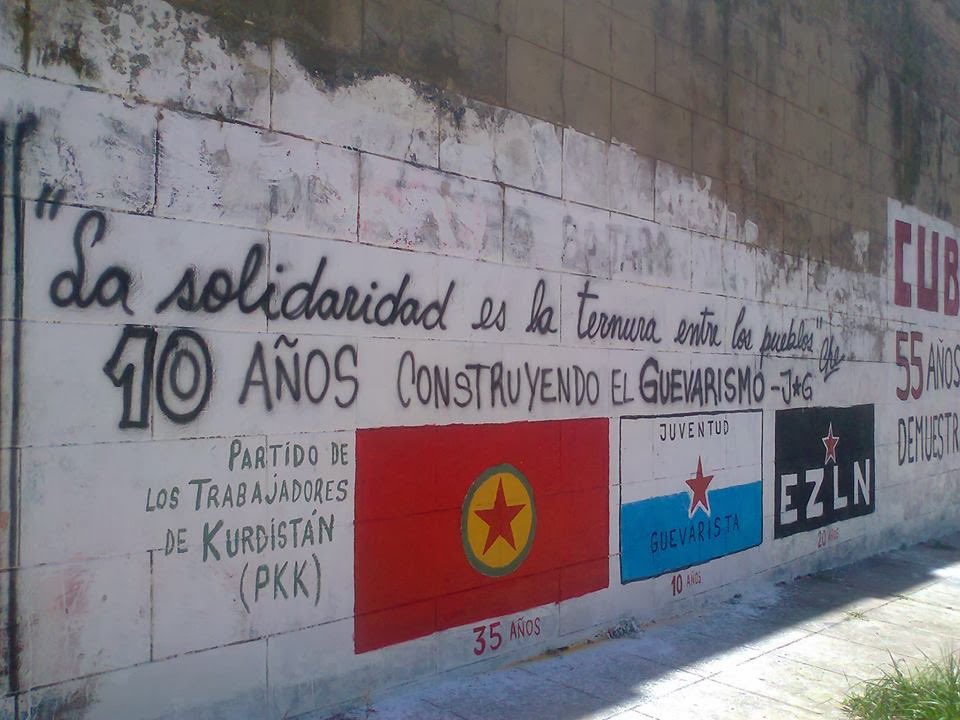 "La solidaridad es la ternura entre los pueblos" Che
10 AÑOS CONSTRUYENDO EL GUEVARISMO - J★G
PARTIDO DE
LOS TRABAJADORES
DE KURDISTÁN
(PKK)
35 AÑOS
JUVENTUD
GUEVARISTA
10 AÑOS
EZLN
20 AÑOS
CUB
55 AÑOS
DEMUESTR